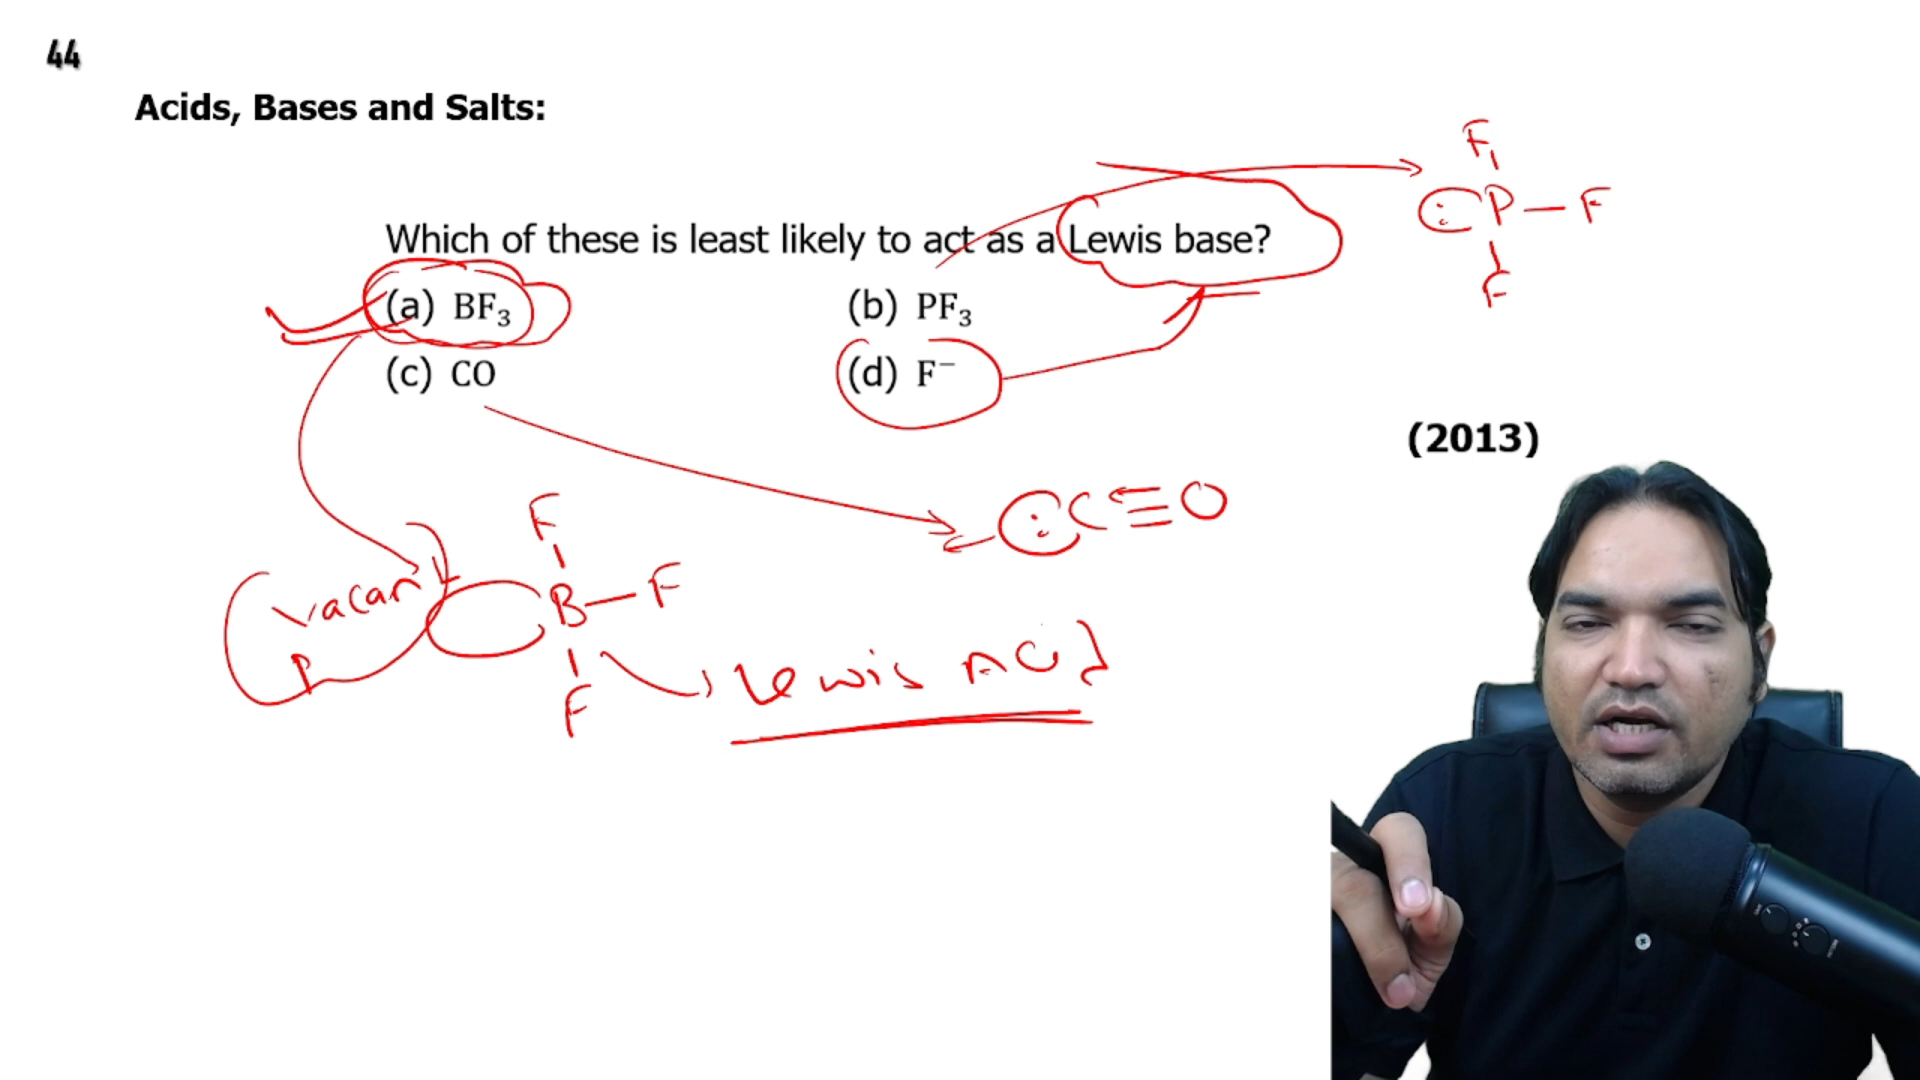 44
Acids, Bases and Salts:
Which of these is least likely to act as a Lewis base?
(a) BF₃ (b) PF₃
(c) CO (d) F⁻
(2013)
F
:P—F
F
:C≡O
F
B—F
F
vacant
P
Lewis Acid